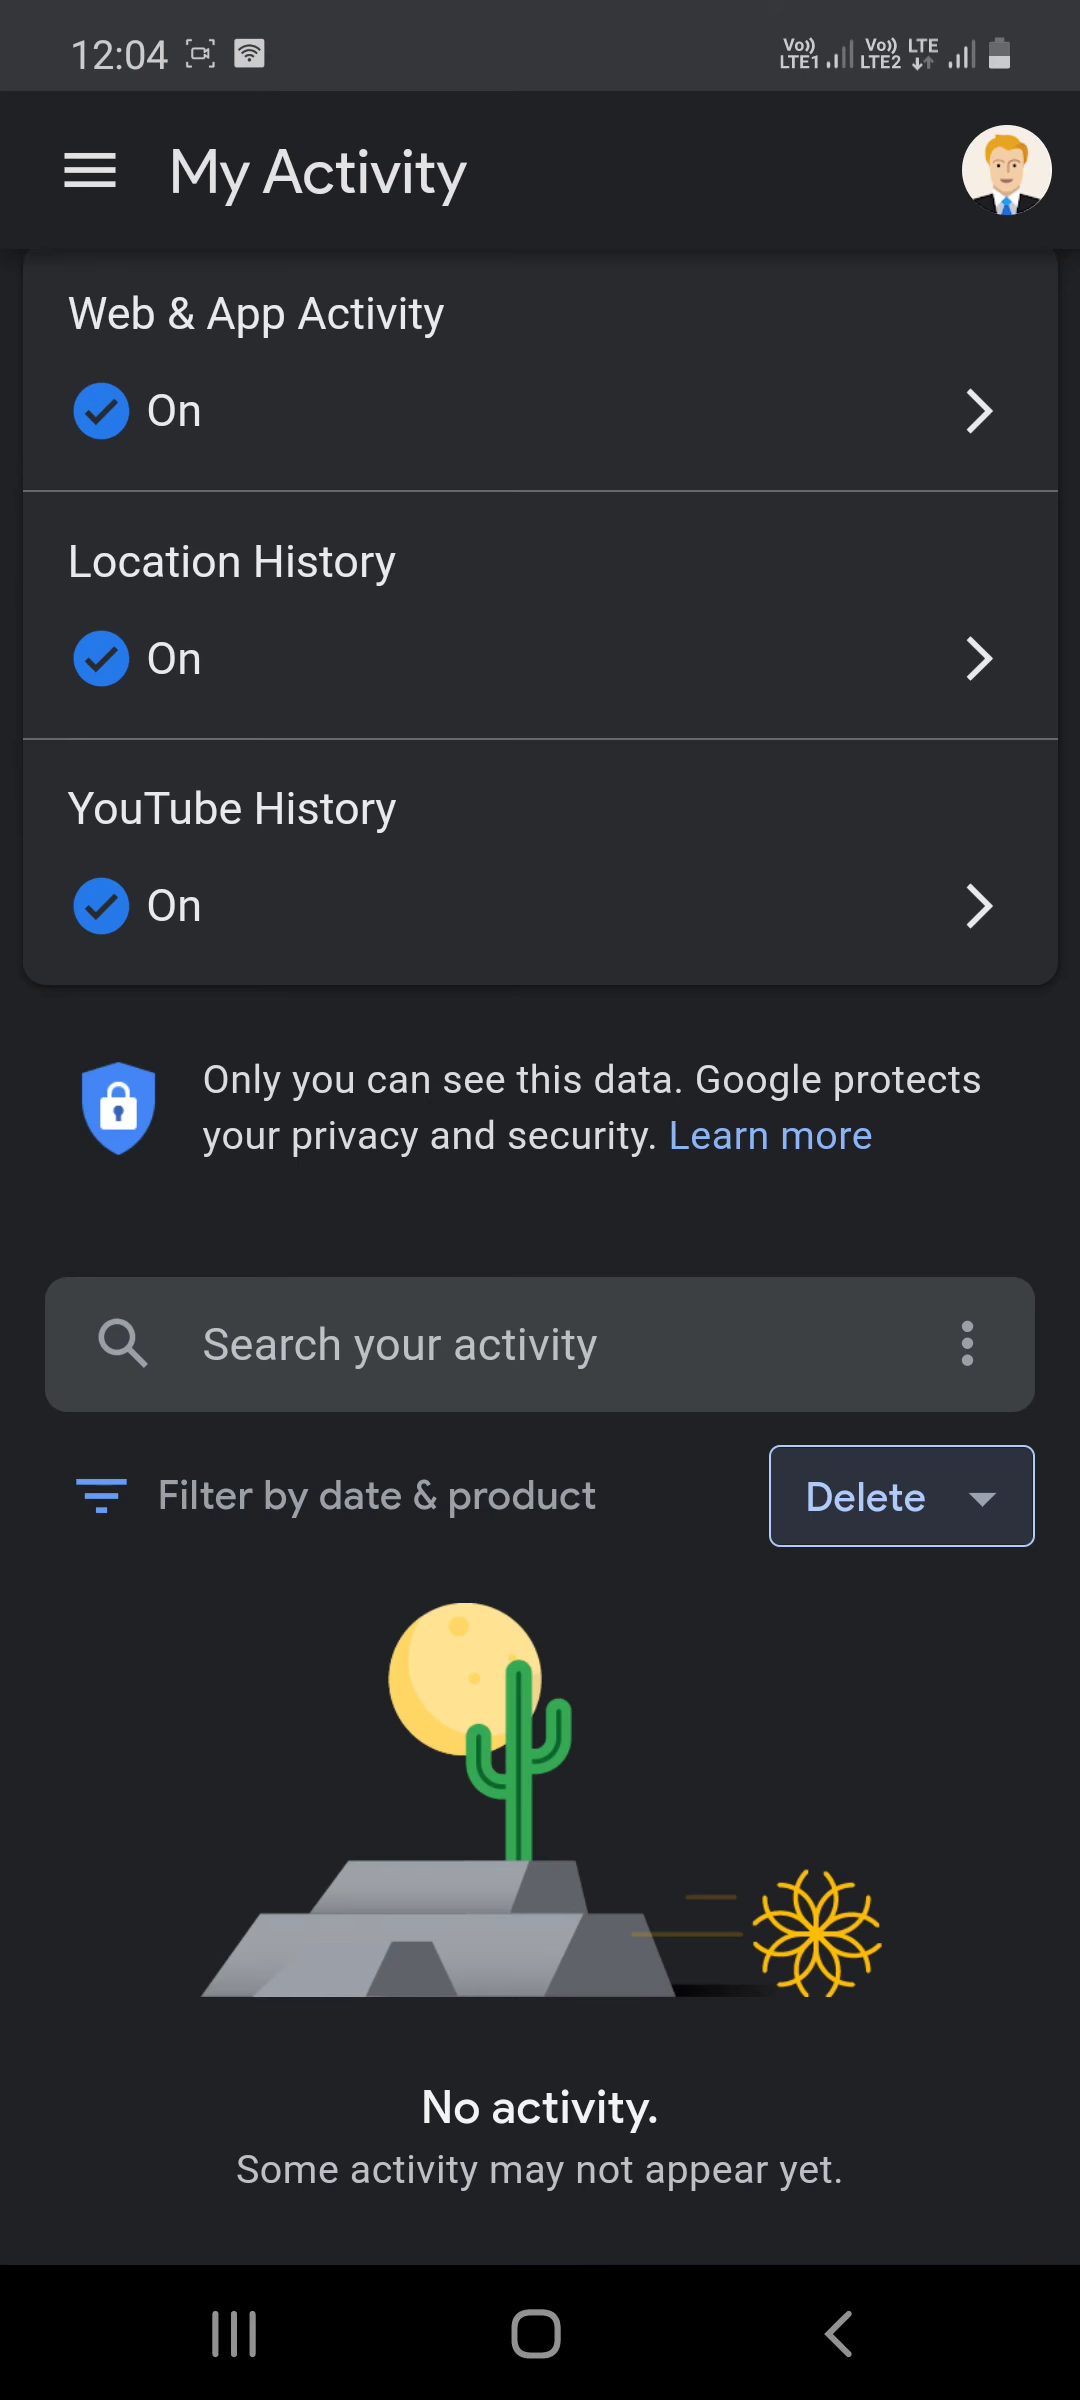 12:04
Vo)) LTE1 Vo)) LTE2 LTE
My Activity
Web & App Activity
On
Location History
On
YouTube History
On
Only you can see this data. Google protects
your privacy and security. Learn more
Search your activity
Filter by date & product
Delete
No activity.
Some activity may not appear yet.